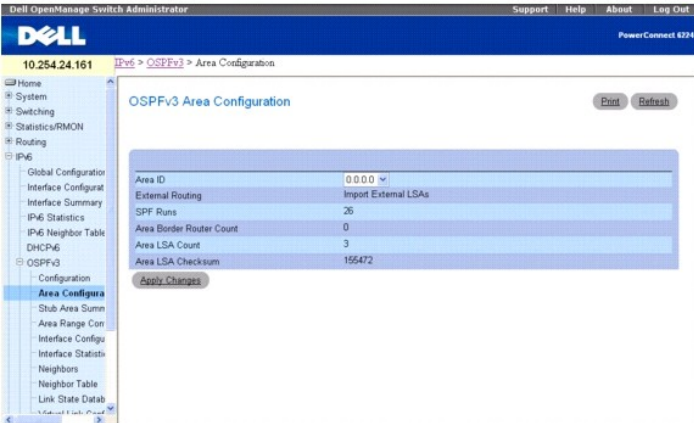 Dell OpenManage Switch Administrator Support Help About Log Out
DELL
PowerConnect 6224
10.254.24.161
IPv6 > OSPFv3 > Area Configuration
Home
System
Switching
Statistics/RMON
Routing
IPv6
Global Configuration
Interface Configurat
Interface Summary
IPv6 Statistics
IPv6 Neighbor Table
DHCPv6
OSPFv3
Configuration
Area Configura
Stub Area Summ
Area Range Con
Interface Configu
Interface Statisti
Neighbors
Neighbor Table
Link State Datab
Virtual Link Conf
OSPFv3 Area Configuration
Print Refresh
Area ID 0.0.0.0
External Routing Import External LSAs
SPF Runs 26
Area Border Router Count 0
Area LSA Count 3
Area LSA Checksum 155472
Apply Changes